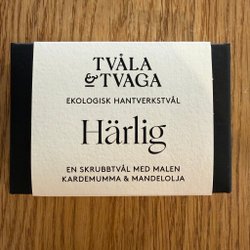 TVÅLA
& TVAGA
EKOLOGISK HANTVERKSTVÅL
Härlig
EN SKRUBBTVÅL MED MALEN
KARDEMUMMA & MANDELOLJA